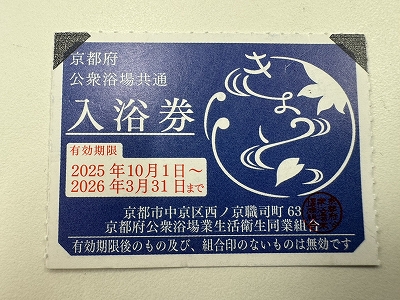 京都府
公衆浴場共通
入浴券
きょうと
有効期限
2025年10月1日～
2026年3月31日まで
京都市中京区西ノ京職司町63
京都府公衆浴場業生活衛生同業組合
有効期限後のもの及び、組合印のないものは無効です